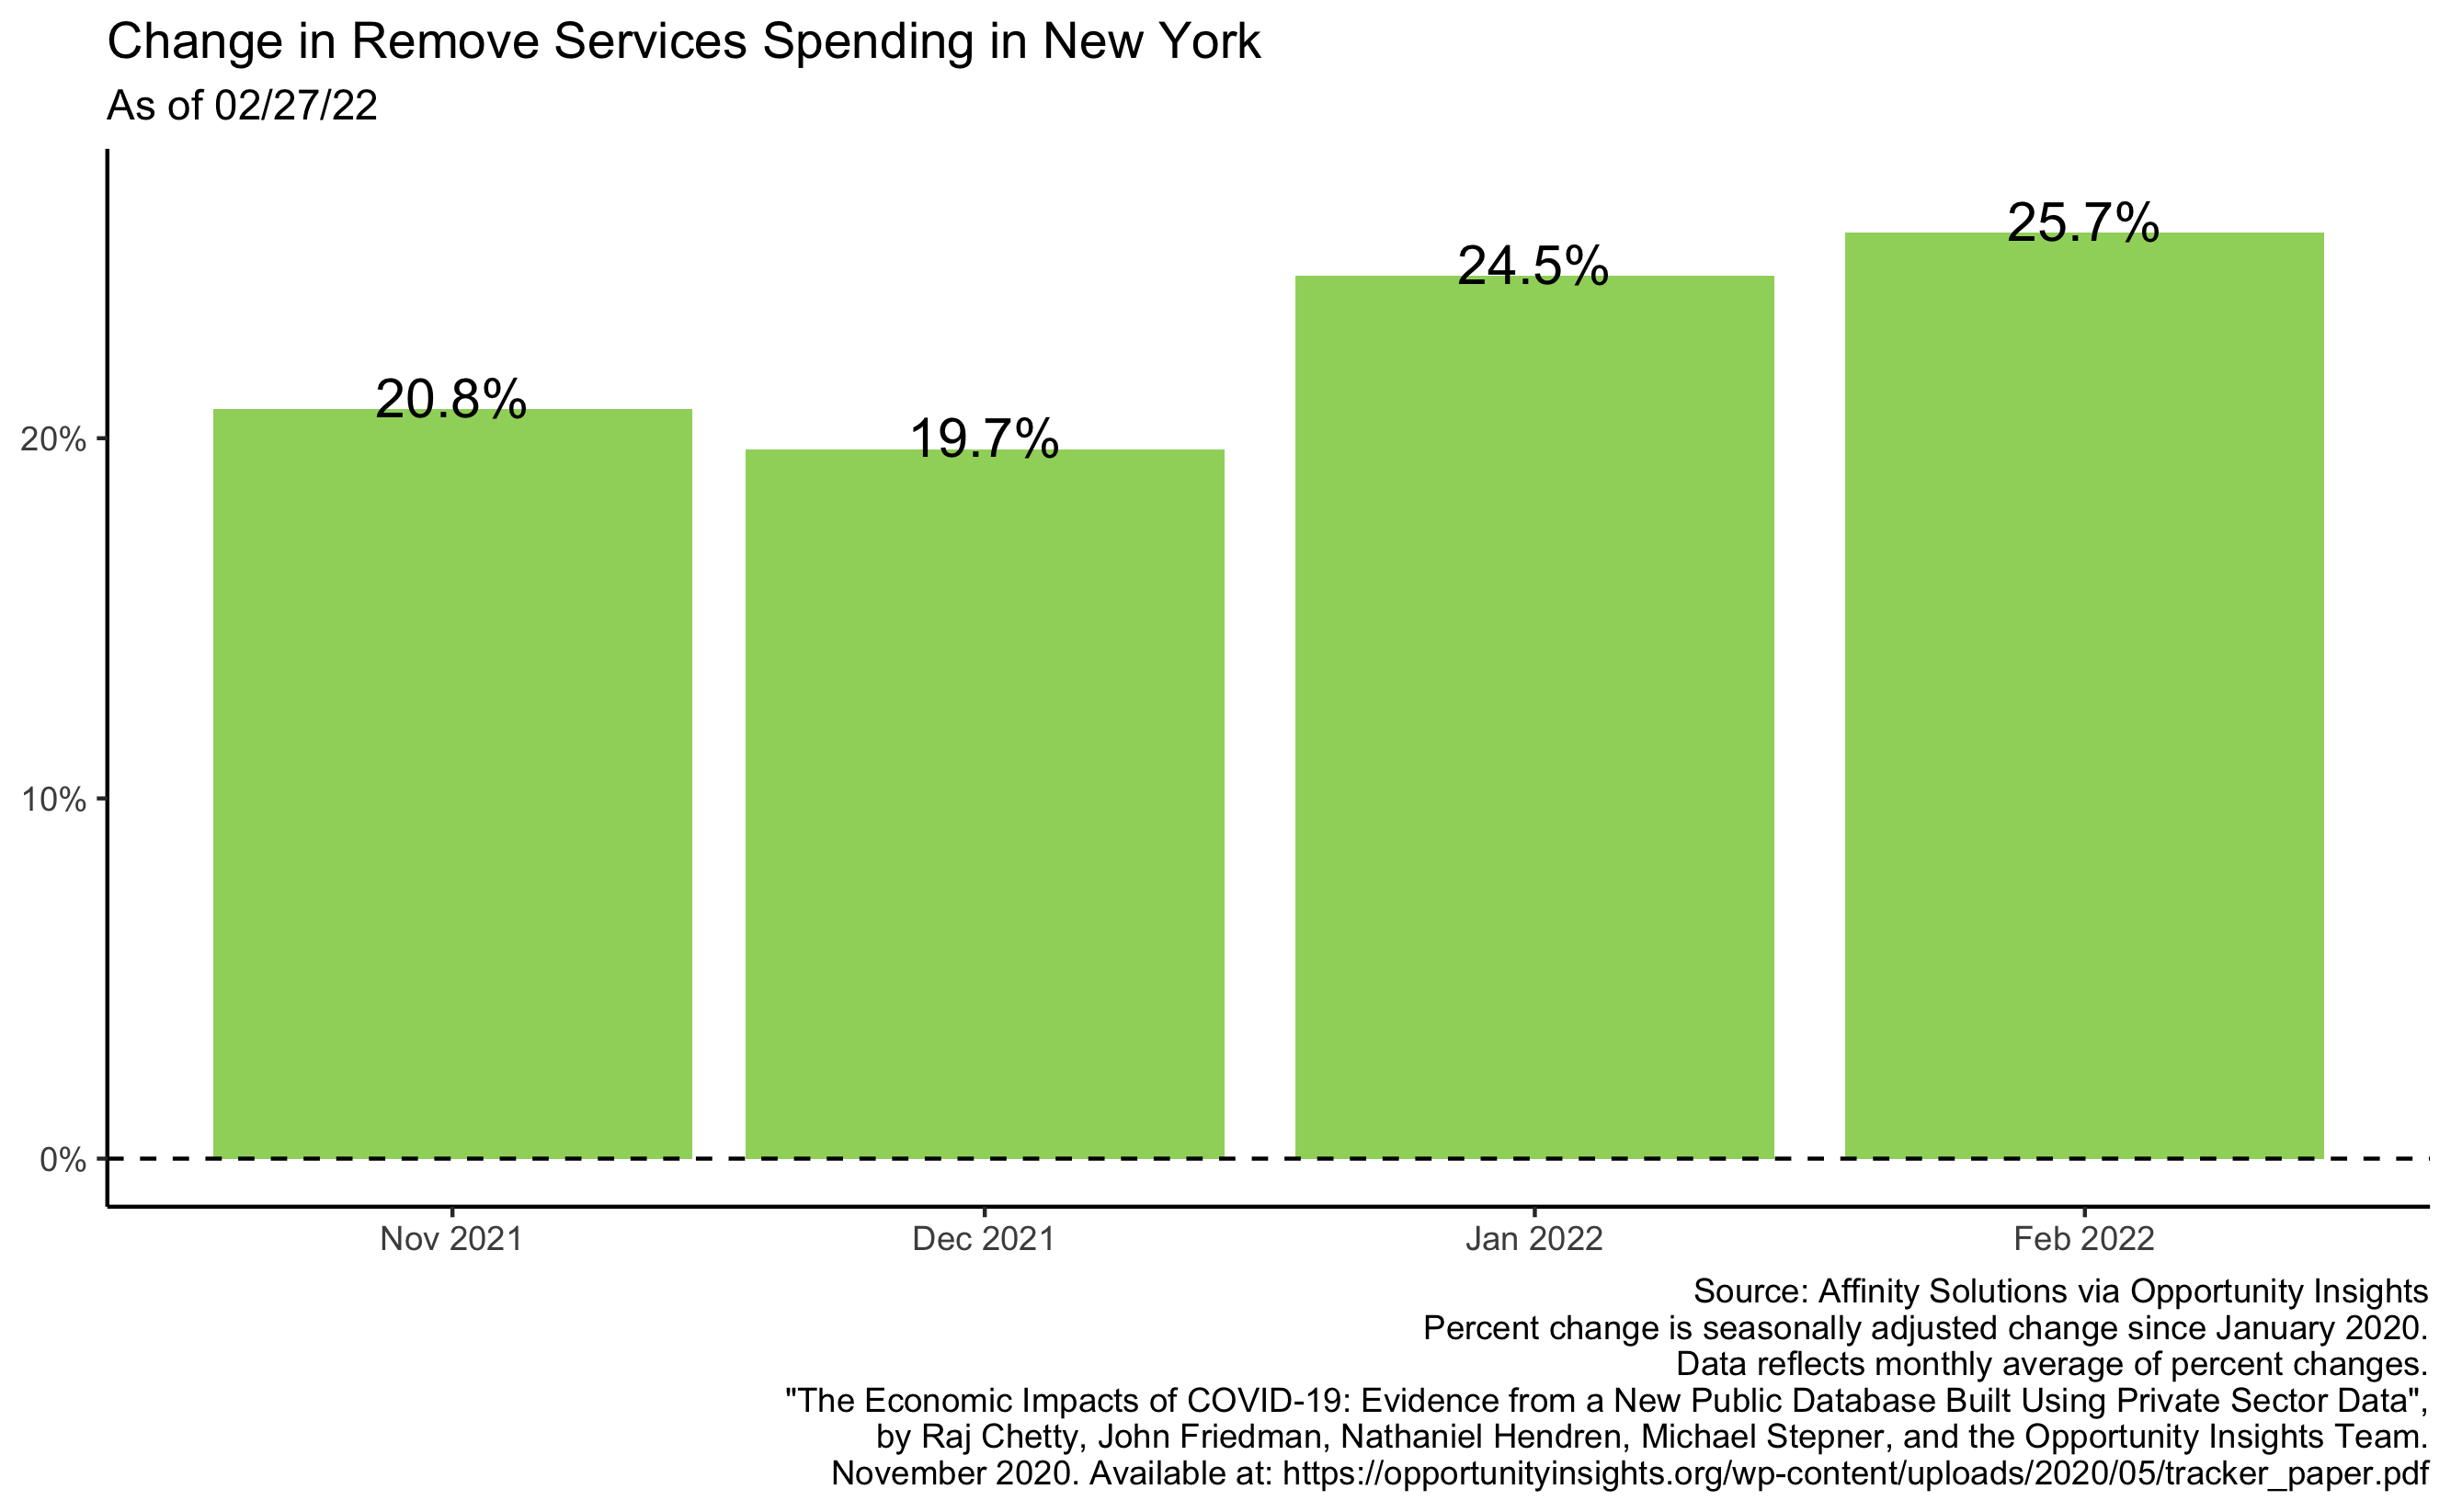 Change in Remove Services Spending in New York
As of 02/27/22
25.7%
24.5%
20.8%
19.7%
20%
10%
0%
Nov 2021 Dec 2021 Jan 2022 Feb 2022
Source: Affinity Solutions via Opportunity Insights
Percent change is seasonally adjusted change since January 2020.
Data reflects monthly average of percent changes.
"The Economic Impacts of COVID-19: Evidence from a New Public Database Built Using Private Sector Data",
by Raj Chetty, John Friedman, Nathaniel Hendren, Michael Stepner, and the Opportunity Insights Team.
November 2020. Available at: https://opportunityinsights.org/wp-content/uploads/2020/05/tracker_paper.pdf